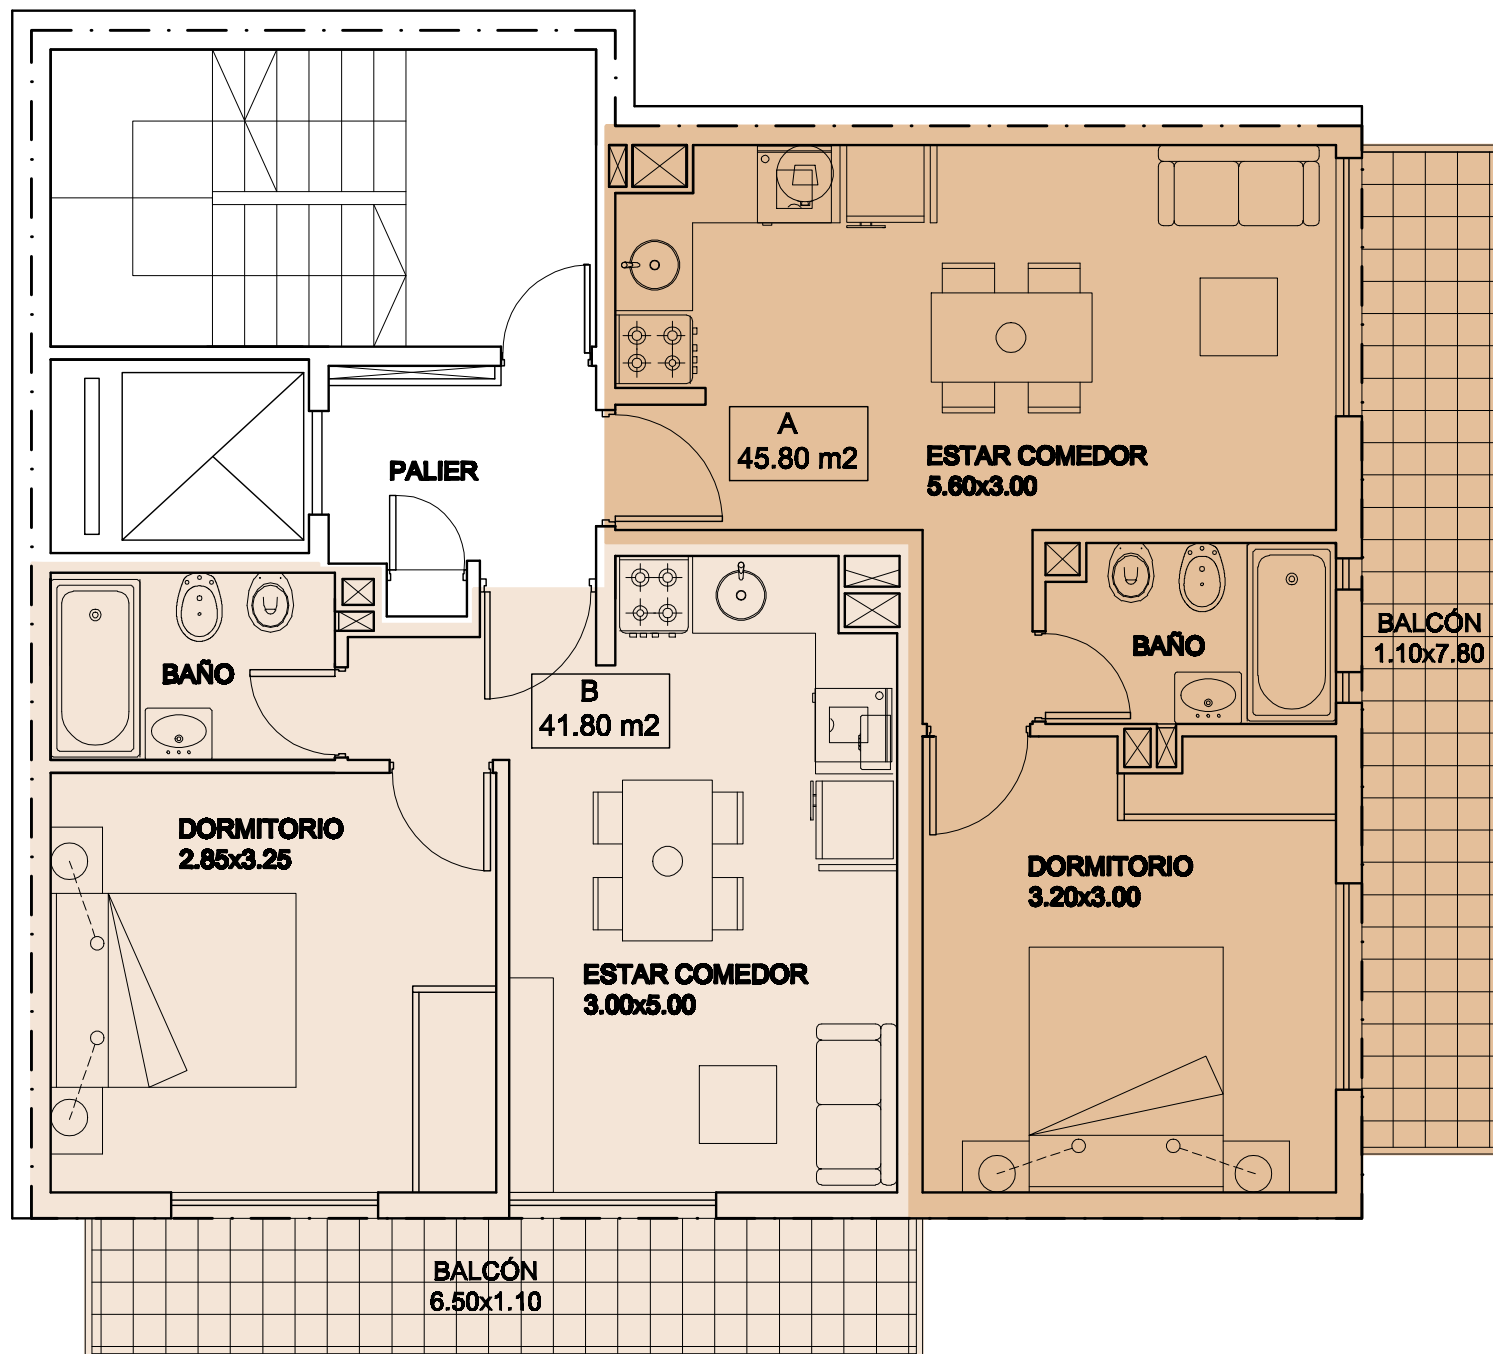 A
45.80 m2
ESTAR COMEDOR
5.60x3.00
PALIER
BALCÓN
1.10x7.80
BAÑO
BAÑO
B
41.80 m2
DORMITORIO
2.85x3.25
DORMITORIO
3.20x3.00
ESTAR COMEDOR
3.00x5.00
BALCÓN
6.50x1.10